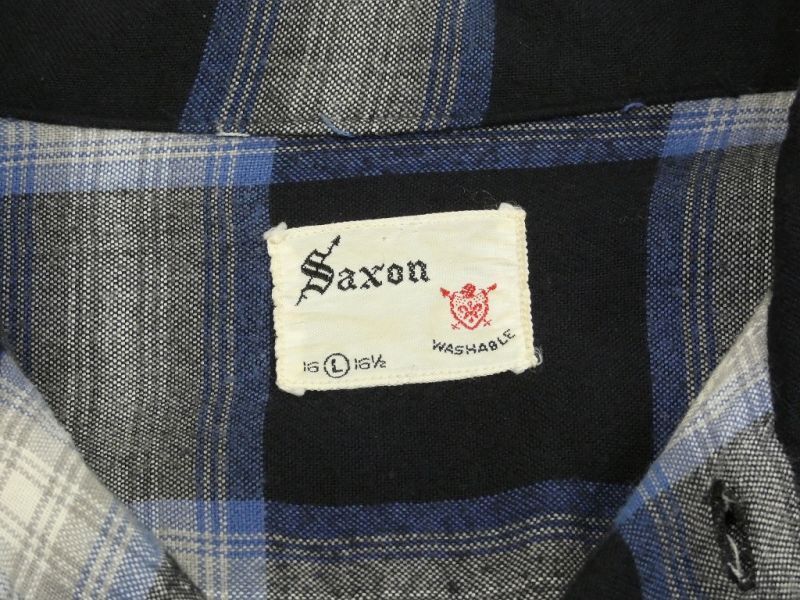 Saxon
WASHABLE
16 L 16½